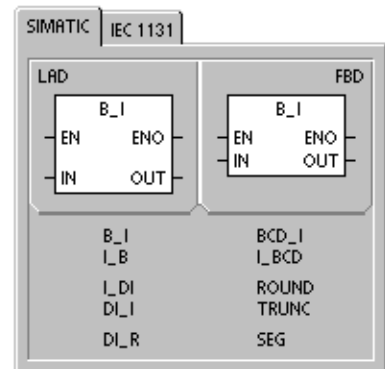 SIMATIC IEC 1131
LAD FBD
B_I B_I
EN ENO EN ENO
IN OUT IN OUT
B_I BCD_I
I_B I_BCD
I_DI ROUND
DI_I TRUNC
DI_R SEG